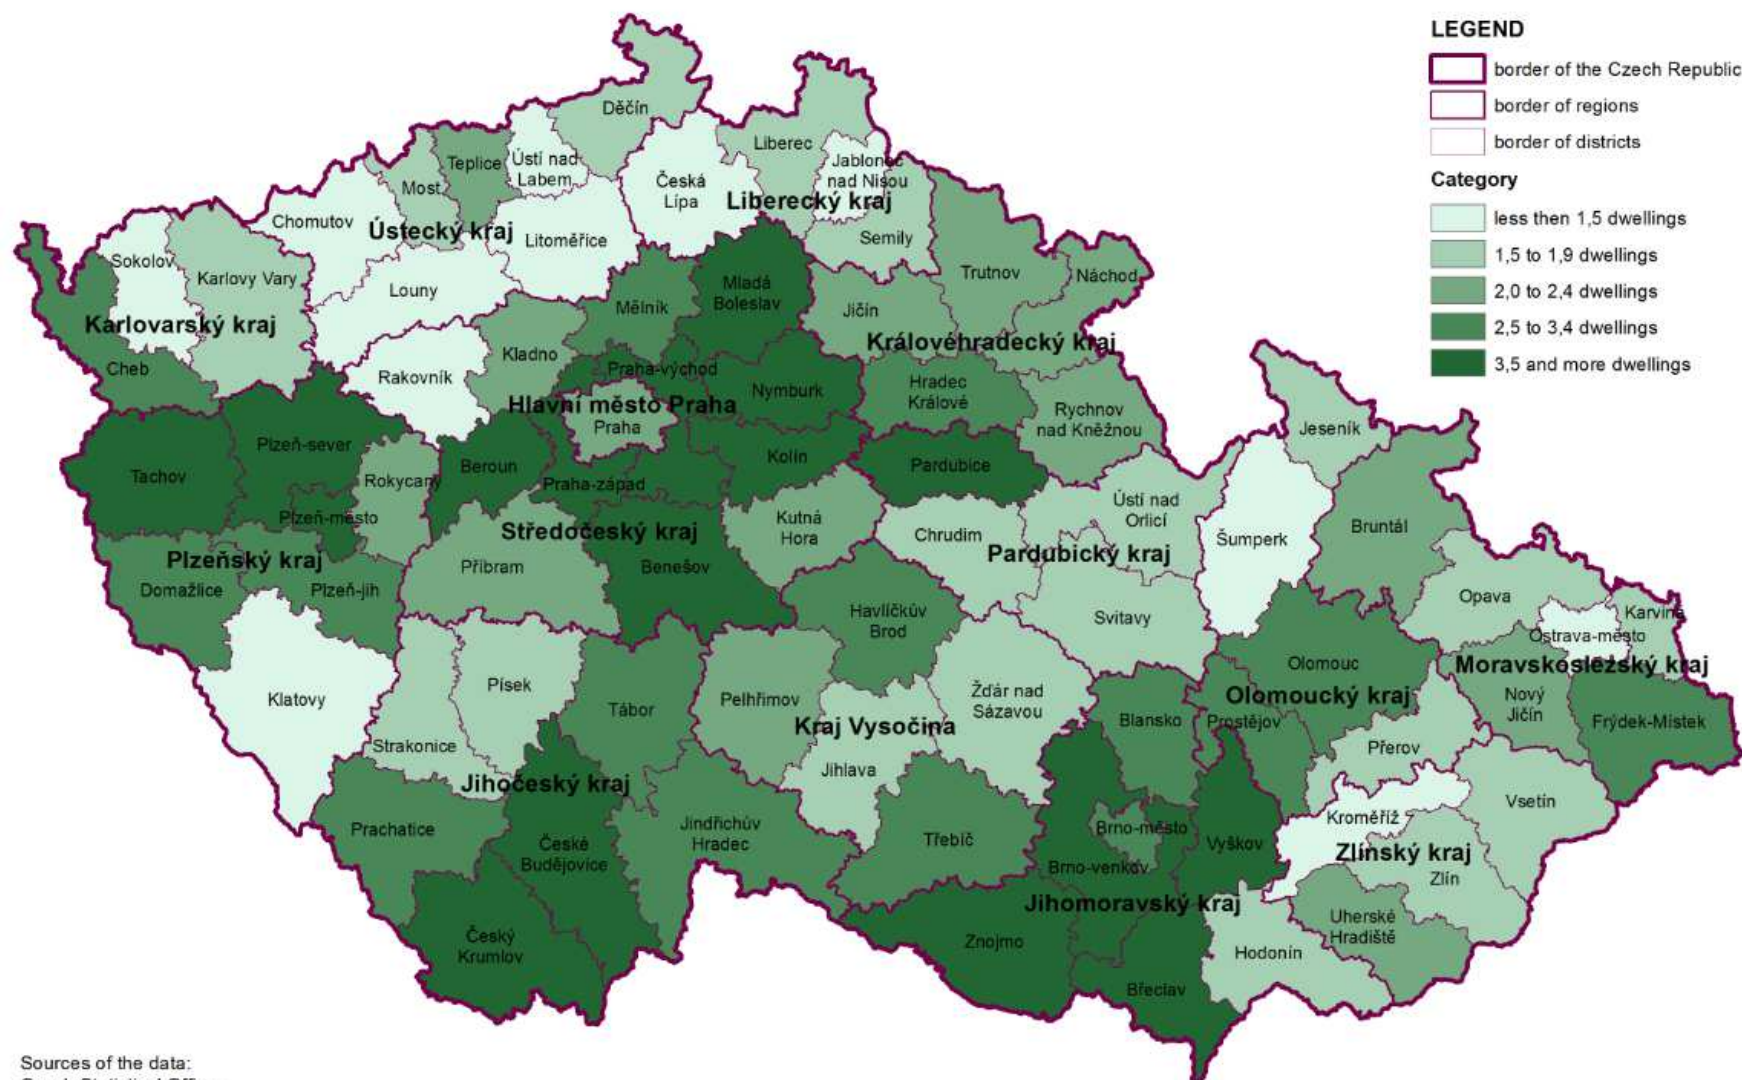 LEGEND
border of the Czech Republic
border of regions
border of districts
Category
less then 1,5 dwellings
1,5 to 1,9 dwellings
2,0 to 2,4 dwellings
2,5 to 3,4 dwellings
3,5 and more dwellings
Děčín
Liberec
Teplice
Ústí nad
Labem
Jablonec
nad Nisou
Most
Česká
Lípa
Liberecký kraj
Chomutov
Ústecký kraj
Litoměřice
Semily
Sokolov
Karlovy Vary
Louny
Mladá
Boleslav
Trutnov
Náchod
Mělník
Jičín
Karlovarský kraj
Královéhradecký kraj
Kladno
Cheb
Rakovník
Praha-východ
Nymburk
Hradec
Králové
Hlavní město Praha
Praha
Rychnov
nad Kněžnou
Jeseník
Plzeň-sever
Tachov
Rokycany
Beroun
Kolín
Pardubice
Praha-západ
Plzeň-město
Středočeský kraj
Kutná
Hora
Chrudim
Ústí nad
Orlicí
Pardubický kraj
Šumperk
Bruntál
Plzeňský kraj
Domažlice
Plzeň-jih
Příbram
Benešov
Havlíčkův
Brod
Svitavy
Opava
Karviná
Ostrava-město
Moravskoslezský kraj
Olomouc
Olomoucký kraj
Klatovy
Písek
Tábor
Pelhřimov
Žďár nad
Sázavou
Kraj Vysočina
Blansko
Prostějov
Nový
Jičín
Frýdek-Místek
Strakonice
Jihlava
Přerov
Jihočeský kraj
Vsetín
Prachatice
České
Budějovice
Jindřichův
Hradec
Třebíč
Brno-město
Brno-venkov
Vyškov
Kroměříž
Zlínský kraj
Zlín
Jihomoravský kraj
Uherské
Hradiště
Český
Krumlov
Znojmo
Hodonín
Břeclav
Sources of the data: